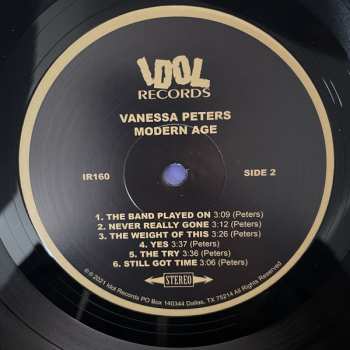 IDOL
RECORDS
VANESSA PETERS
MODERN AGE
IR160 SIDE 2
1. THE BAND PLAYED ON 3:09 (Peters)
2. NEVER REALLY GONE 3:12 (Peters)
3. THE WEIGHT OF THIS 3:26 (Peters)
4. YES 3:37 (Peters)
5. THE TRY 3:36 (Peters)
6. STILL GOT TIME 3:06 (Peters)
STEREO
℗©2021 Idol Records PO Box 140344 Dallas, TX 75214 All Rights Reserved